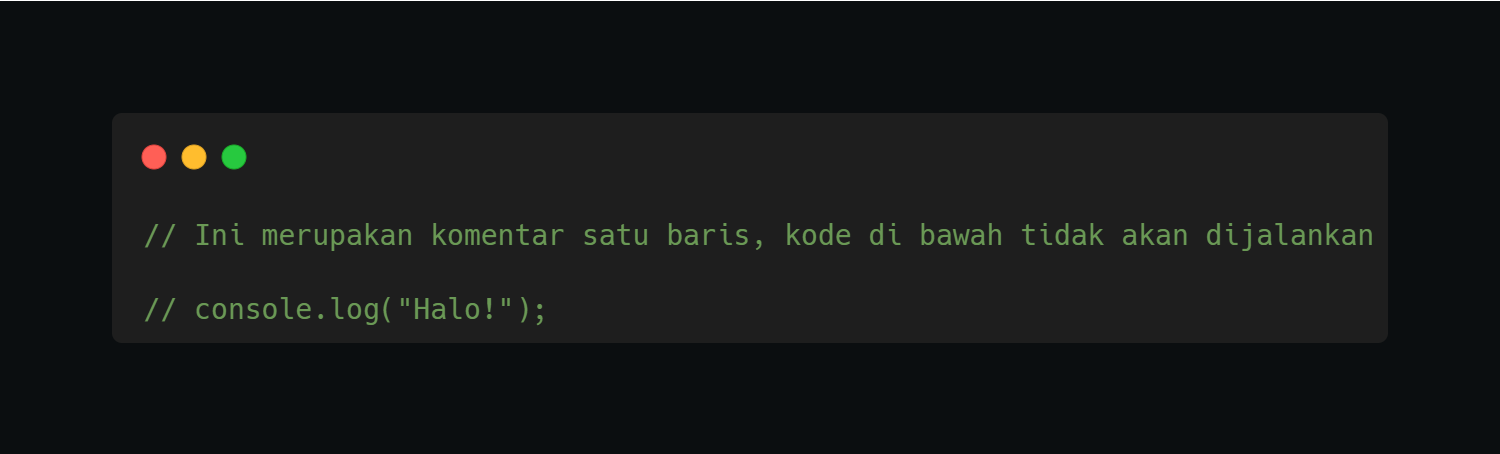 // Ini merupakan komentar satu baris, kode di bawah tidak akan dijalankan
// console.log("Halo!");